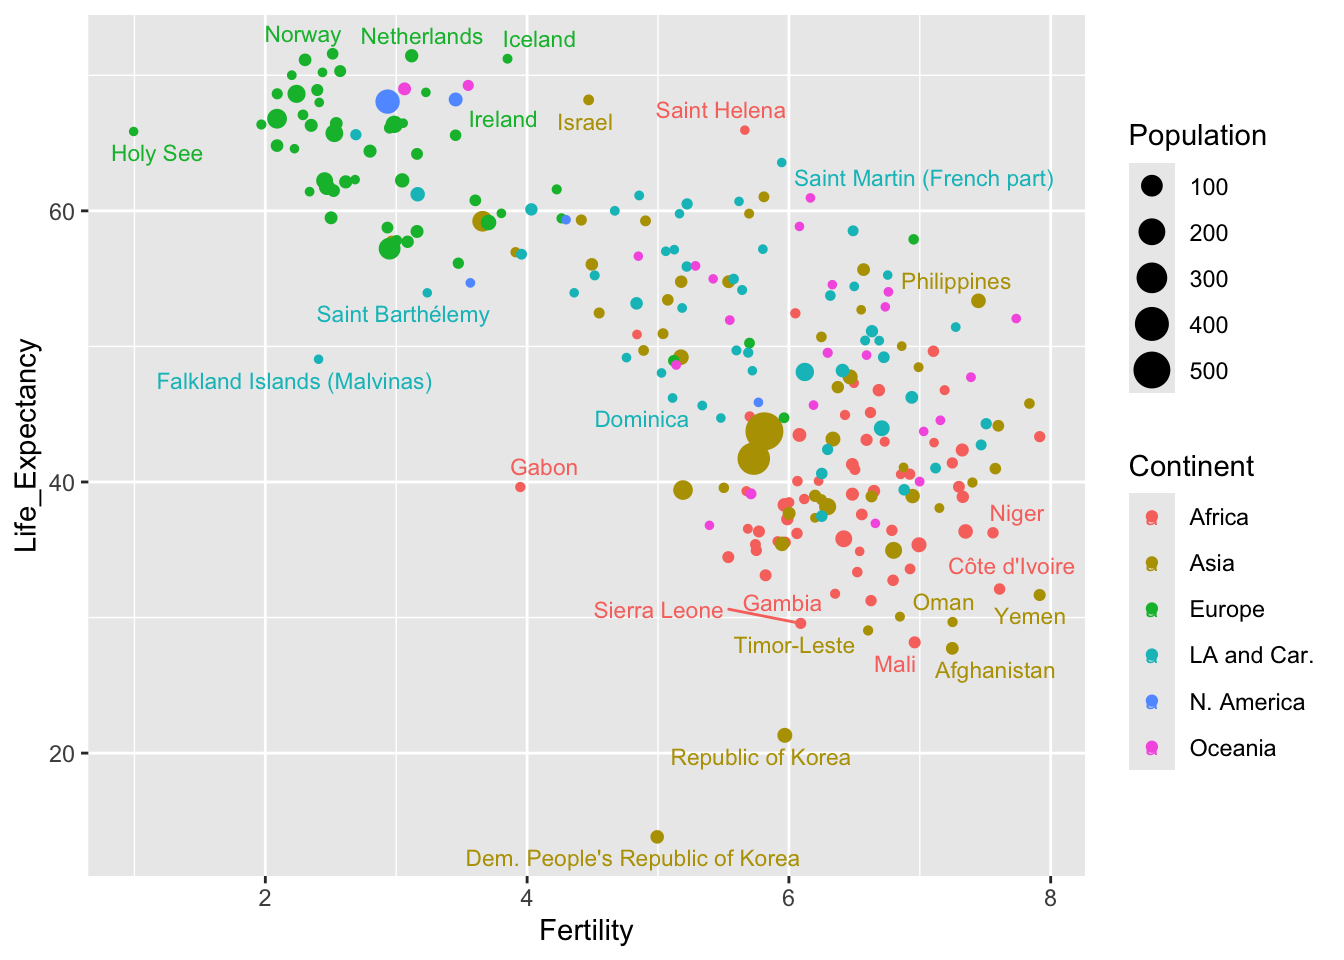 Norway
Netherlands
Iceland
Ireland
Israel
Saint Helena
Holy See
Saint Martin (French part)
60
Philippines
Saint Barthélemy
Falkland Islands (Malvinas)
Dominica
Gabon
40
Niger
Côte d'Ivoire
Sierra Leone
Gambia
Oman
Yemen
Timor-Leste
Mali
Afghanistan
20
Republic of Korea
Dem. People's Republic of Korea
2
4
6
8
Fertility
Life_Expectancy
Population
100
200
300
400
500
Continent
a Africa
a Asia
a Europe
a LA and Car.
a N. America
a Oceania